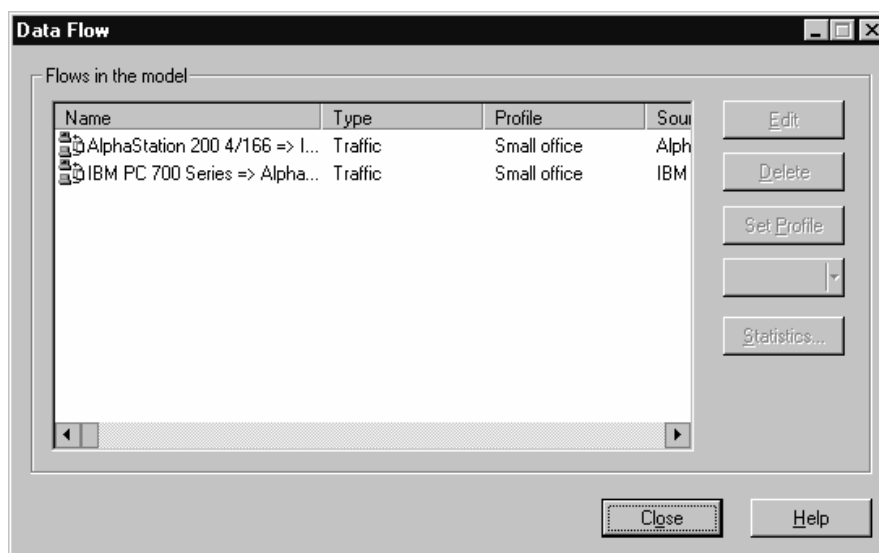 Data Flow
Flows in the model
Name Type Profile Sour
AlphaStation 200 4/166 => I... Traffic Small office Alph
IBM PC 700 Series => Alpha... Traffic Small office IBM
Edit
Delete
Set Profile
Statistics...
Close Help